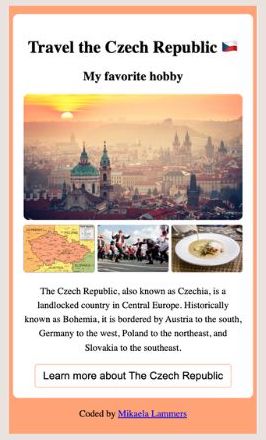 Travel the Czech Republic 🇨🇿
My favorite hobby
The Czech Republic, also known as Czechia, is a
landlocked country in Central Europe. Historically
known as Bohemia, it is bordered by Austria to the south,
Germany to the west, Poland to the northeast, and
Slovakia to the southeast.
Learn more about The Czech Republic
Coded by Mikaela Lammers